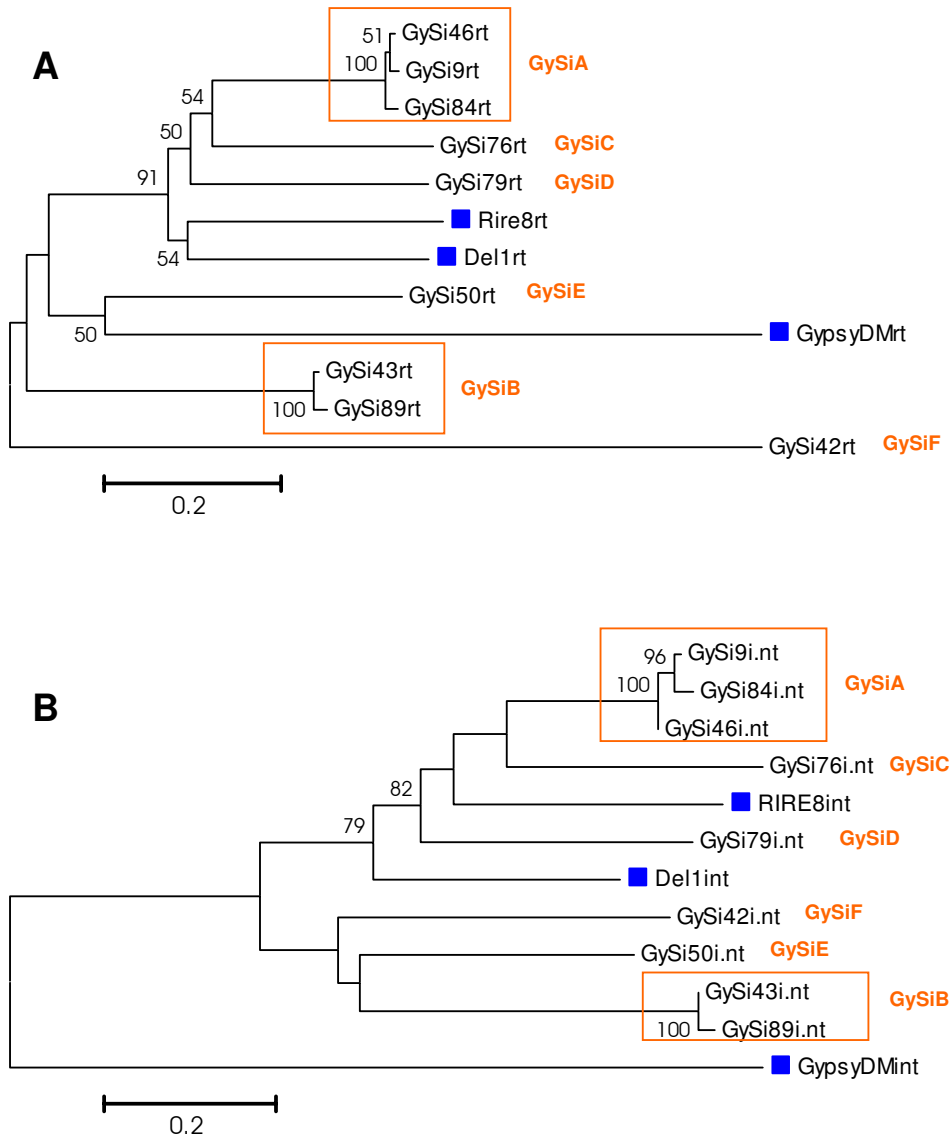 A
51
GySi46rt
100
GySi9rt
GySiA
GySi84rt
54
50
GySi76rt
GySiC
91
GySi79rt
GySiD
Rire8rt
54
Del1rt
GySi50rt
GySiE
50
GypsyDMrt
GySi43rt
GySiB
100
GySi89rt
GySi42rt
GySiF
0.2
B
96
GySi9i.nt
100
GySi84i.nt
GySiA
GySi46i.nt
GySi76i.nt
GySiC
82
RIRE8int
79
GySi79i.nt
GySiD
Del1int
GySi42i.nt
GySiF
GySi50i.nt
GySiE
GySi43i.nt
GySiB
100
GySi89i.nt
GypsyDMint
0.2